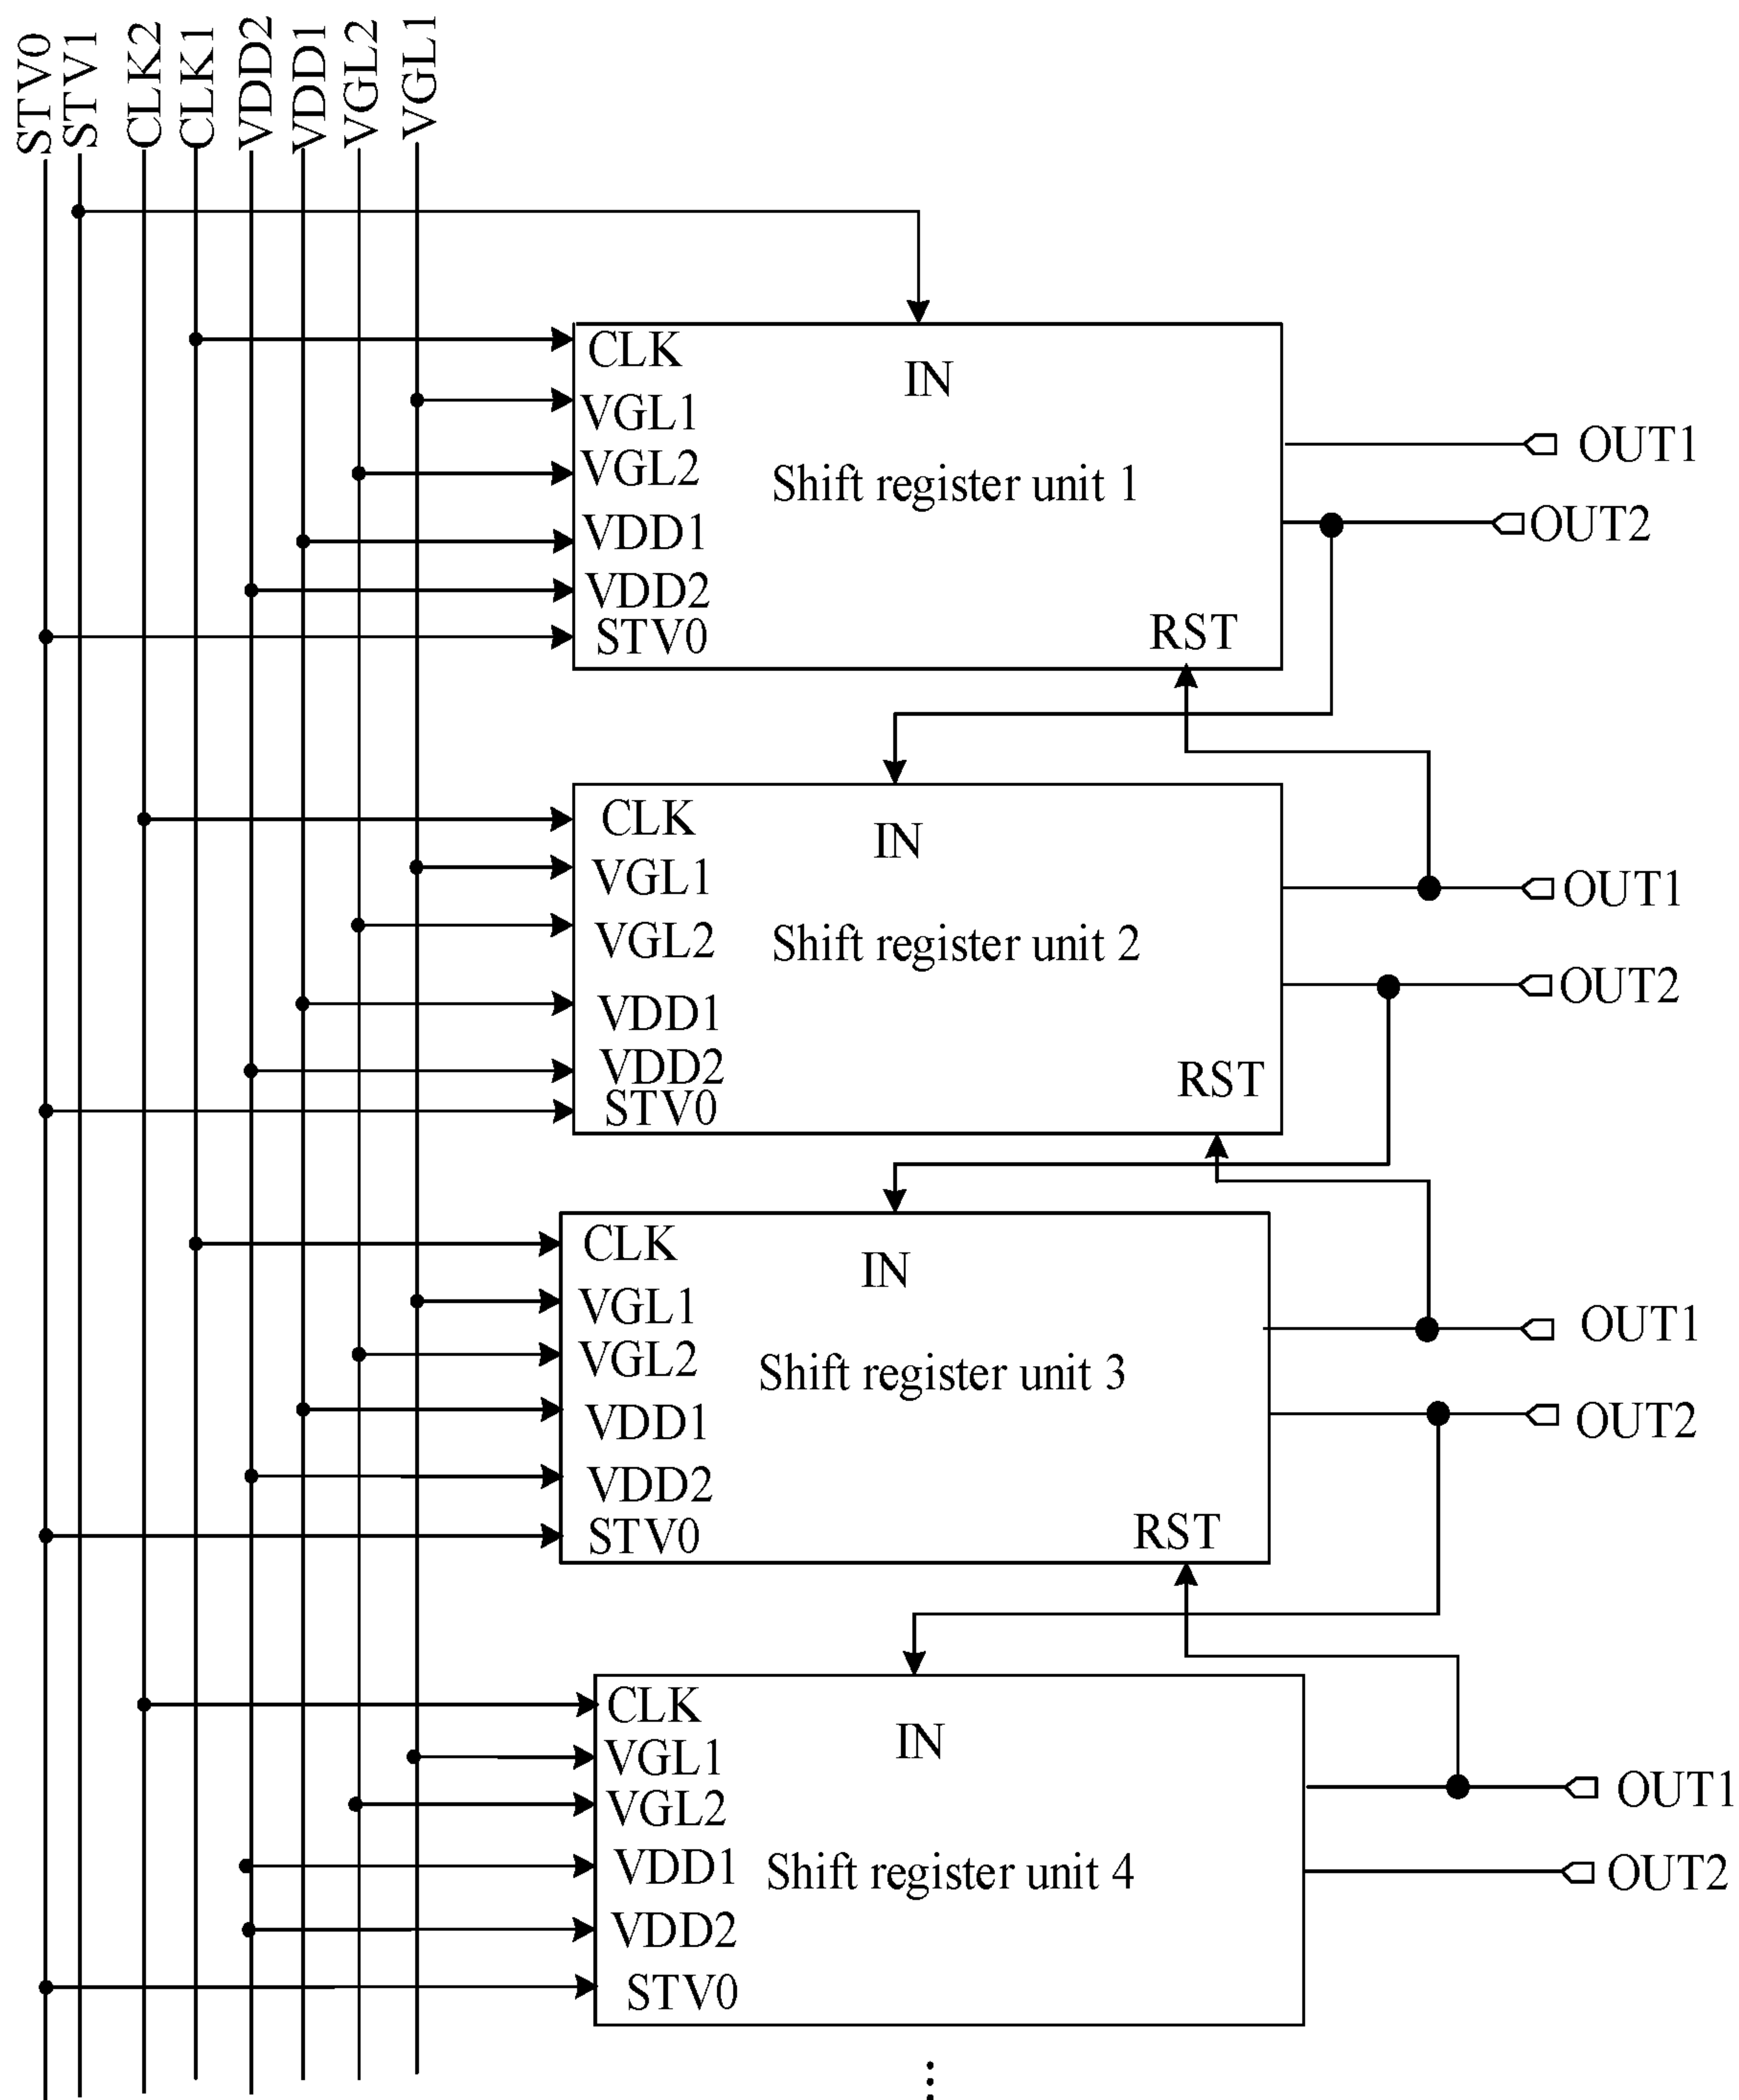 STV0
STV1
CLK2
CLK1
VDD2
VDD1
VGL2
VGL1
CLK
IN
VGL1
OUT1
VGL2
Shift register unit 1
OUT2
VDD1
VDD2
STV0
RST
CLK
IN
VGL1
OUT1
VGL2
Shift register unit 2
OUT2
VDD1
VDD2
RST
STV0
CLK
IN
VGL1
OUT1
VGL2
Shift register unit 3
VDD1
OUT2
VDD2
STV0
RST
CLK
IN
VGL1
OUT1
VGL2
VDD1
Shift register unit 4
OUT2
VDD2
STV0